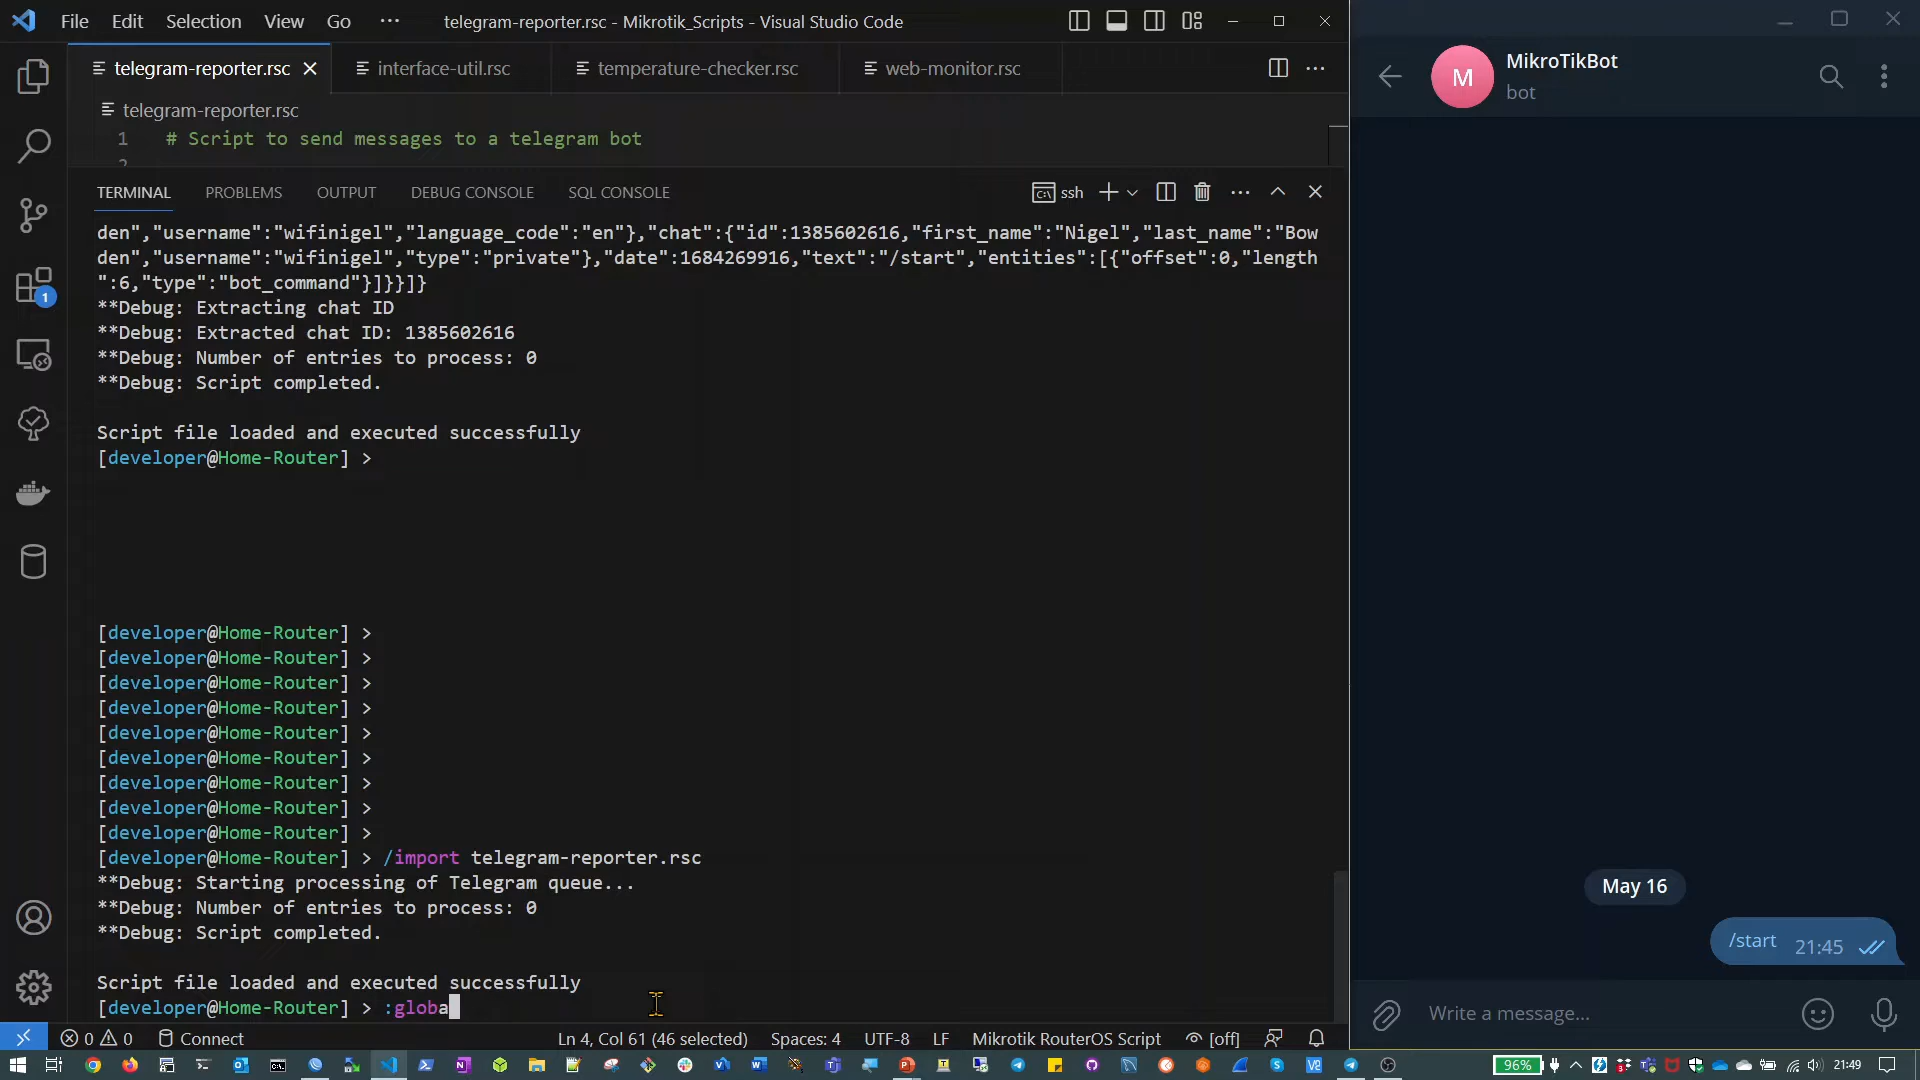 File Edit Selection View Go ··· telegram-reporter.rsc - Mikrotik_Scripts - Visual Studio Code
telegram-reporter.rsc interface-util.rsc temperature-checker.rsc web-monitor.rsc
telegram-reporter.rsc
1 # Script to send messages to a telegram bot
2
TERMINAL PROBLEMS OUTPUT DEBUG CONSOLE SQL CONSOLE ssh
den","username":"wifinigel","language_code":"en"},"chat":{"id":1385602616,"first_name":"Nigel","last_name":"Bow
den","username":"wifinigel","type":"private"},"date":1684269916,"text":"/start","entities":[{"offset":0,"length
":6,"type":"bot_command"}]}}]}
**Debug: Extracting chat ID
**Debug: Extracted chat ID: 1385602616
**Debug: Number of entries to process: 0
**Debug: Script completed.
Script file loaded and executed successfully
[developer@Home-Router] >
[developer@Home-Router] >
[developer@Home-Router] >
[developer@Home-Router] >
[developer@Home-Router] >
[developer@Home-Router] >
[developer@Home-Router] >
[developer@Home-Router] >
[developer@Home-Router] >
[developer@Home-Router] >
[developer@Home-Router] > /import telegram-reporter.rsc
**Debug: Starting processing of Telegram queue...
**Debug: Number of entries to process: 0
**Debug: Script completed.
Script file loaded and executed successfully
[developer@Home-Router] > :globa
1
0 0 Connect Ln 4, Col 61 (46 selected) Spaces: 4 UTF-8 LF Mikrotik RouterOS Script [off]
M MikroTikBot
bot
May 16
/start 21:45
Write a message...
96% 21:49